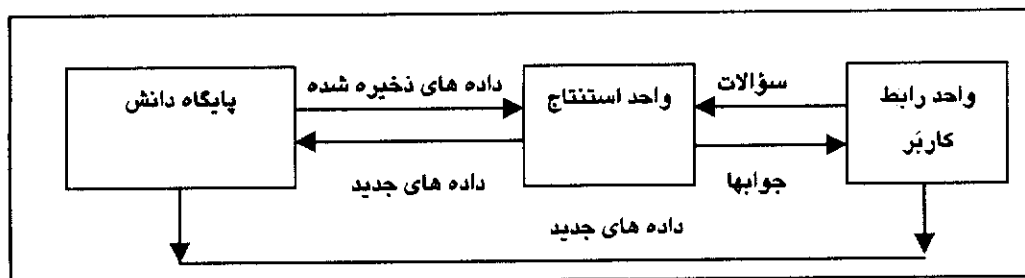 واحد رابط
کاربَر
سؤالات
جوابها
واحد استنتاج
داده های ذخیره شده
داده های جدید
پایگاه دانش
داده های جدید